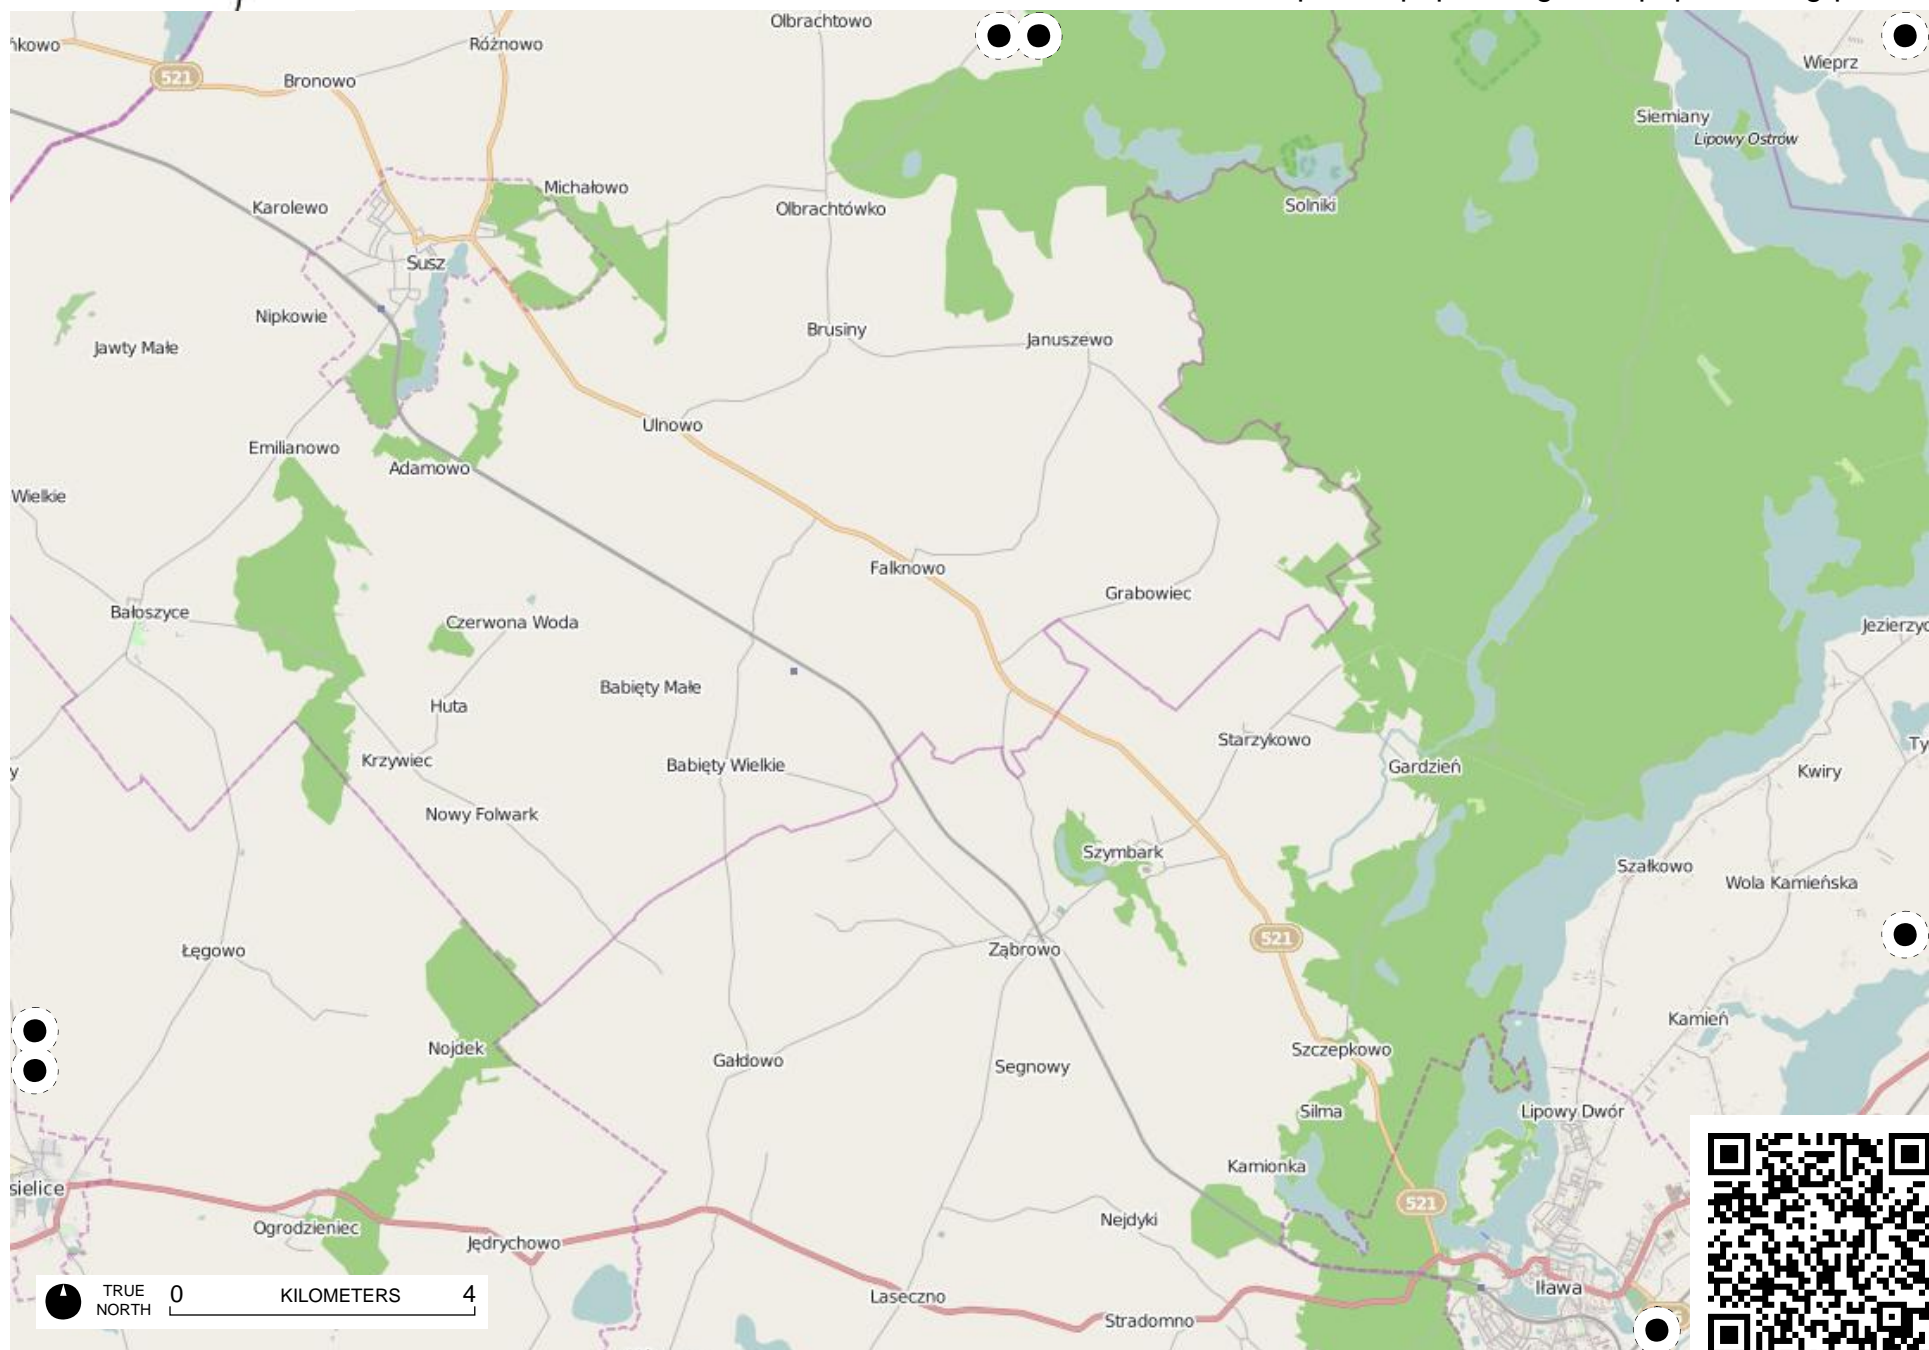 Olbrachtowo
ńkowo
Różnowo
Wieprz
521
Bronowo
Siemiany
Lipowy Ostrów
Michałowo
Karolewo
Olbrachtówko
Solniki
Susz
Nipkowie
Brusiny
Januszewo
Jawty Małe
Ulnowo
Emilianowo
Adamowo
Wielkie
Falknowo
Grabowiec
Bałoszyce
Czerwona Woda
Jezierzyc
Babięty Małe
Huta
Starzykowo
Ty
Krzywiec
Babięty Wielkie
Gardzień
Kwiry
y
Nowy Folwark
Szymbark
Szałkowo
Wola Kamieńska
521
Łęgowo
Ząbrowo
Kamień
Nojdek
Szczepkowo
Gałdowo
Segnowy
Silma
Lipowy Dwór
Kamionka
sielice
521
Nejdyki
Ogrodzieniec
Jędrychowo
Iława
Laseczno
Stradomno
TRUE NORTH
0 KILOMETERS 4